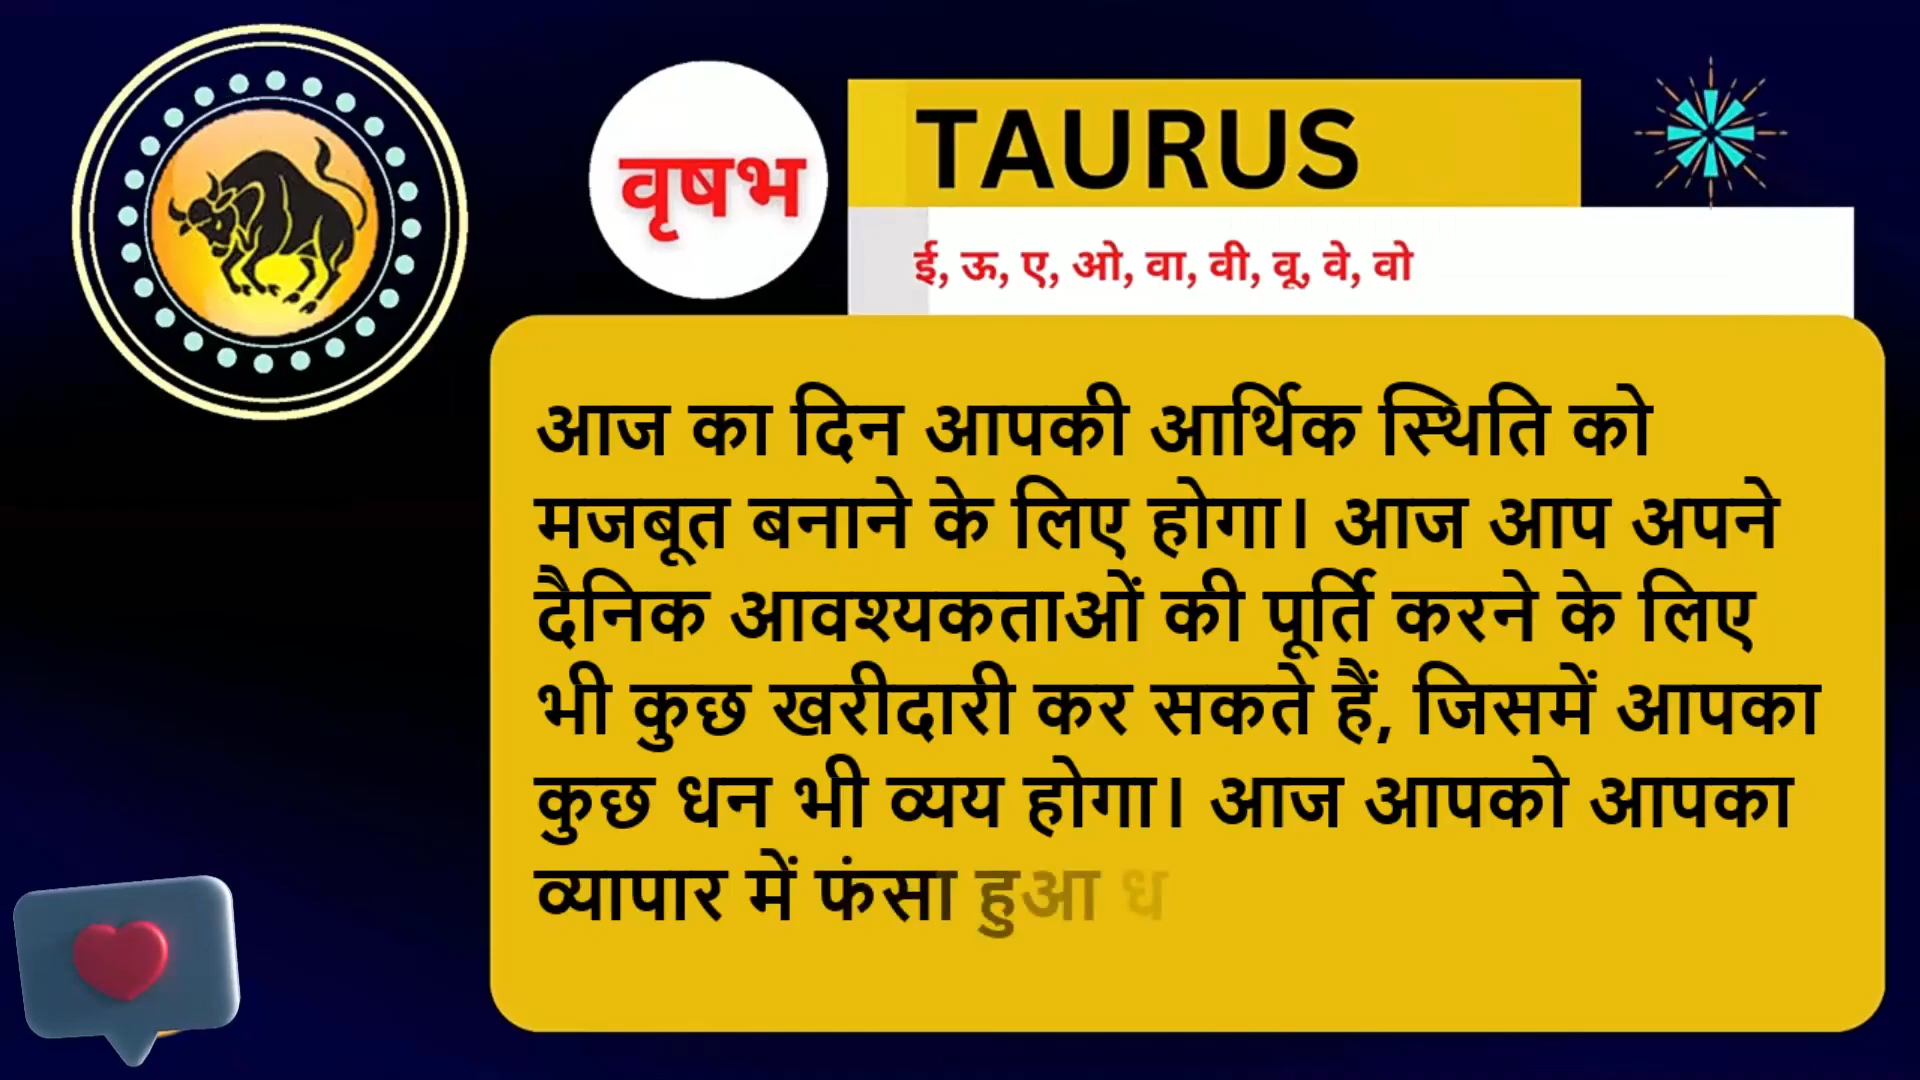 वृषभ
TAURUS
ई, ऊ, ए, ओ, वा, वी, वू, वे, वो
आज का दिन आपकी आर्थिक स्थिति को
मजबूत बनाने के लिए होगा। आज आप अपने
दैनिक आवश्यकताओं की पूर्ति करने के लिए
भी कुछ खरीदारी कर सकते हैं, जिसमें आपका
कुछ धन भी व्यय होगा। आज आपको आपका
व्यापार में फंसा हुआ ध